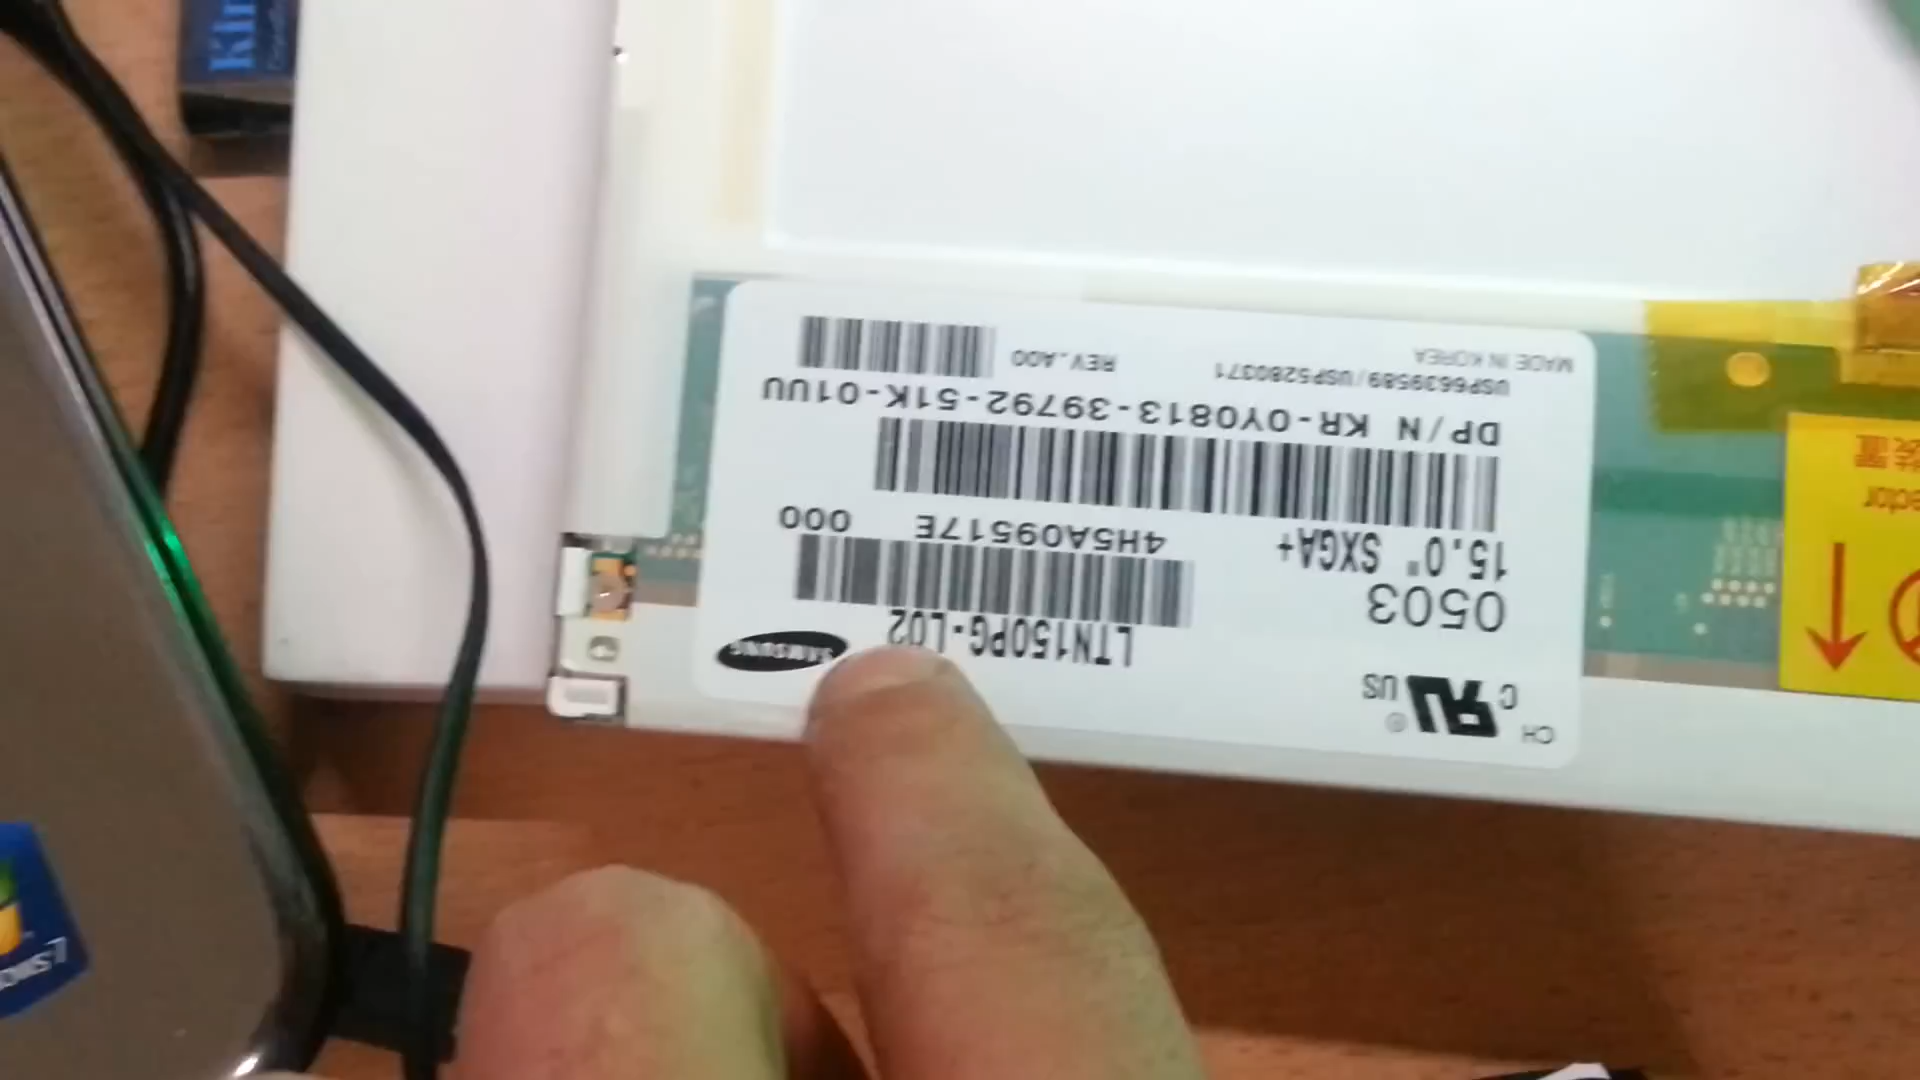 CH
C UR US ®
SAMSUNG
LTN150PG-L02
0503
15.0" SXGA+
4H5A09517E 000
DP/N KR-0Y0813-39792-51K-01UU
USP6639589/USP5280371
REV.A00
MADE IN KOREA